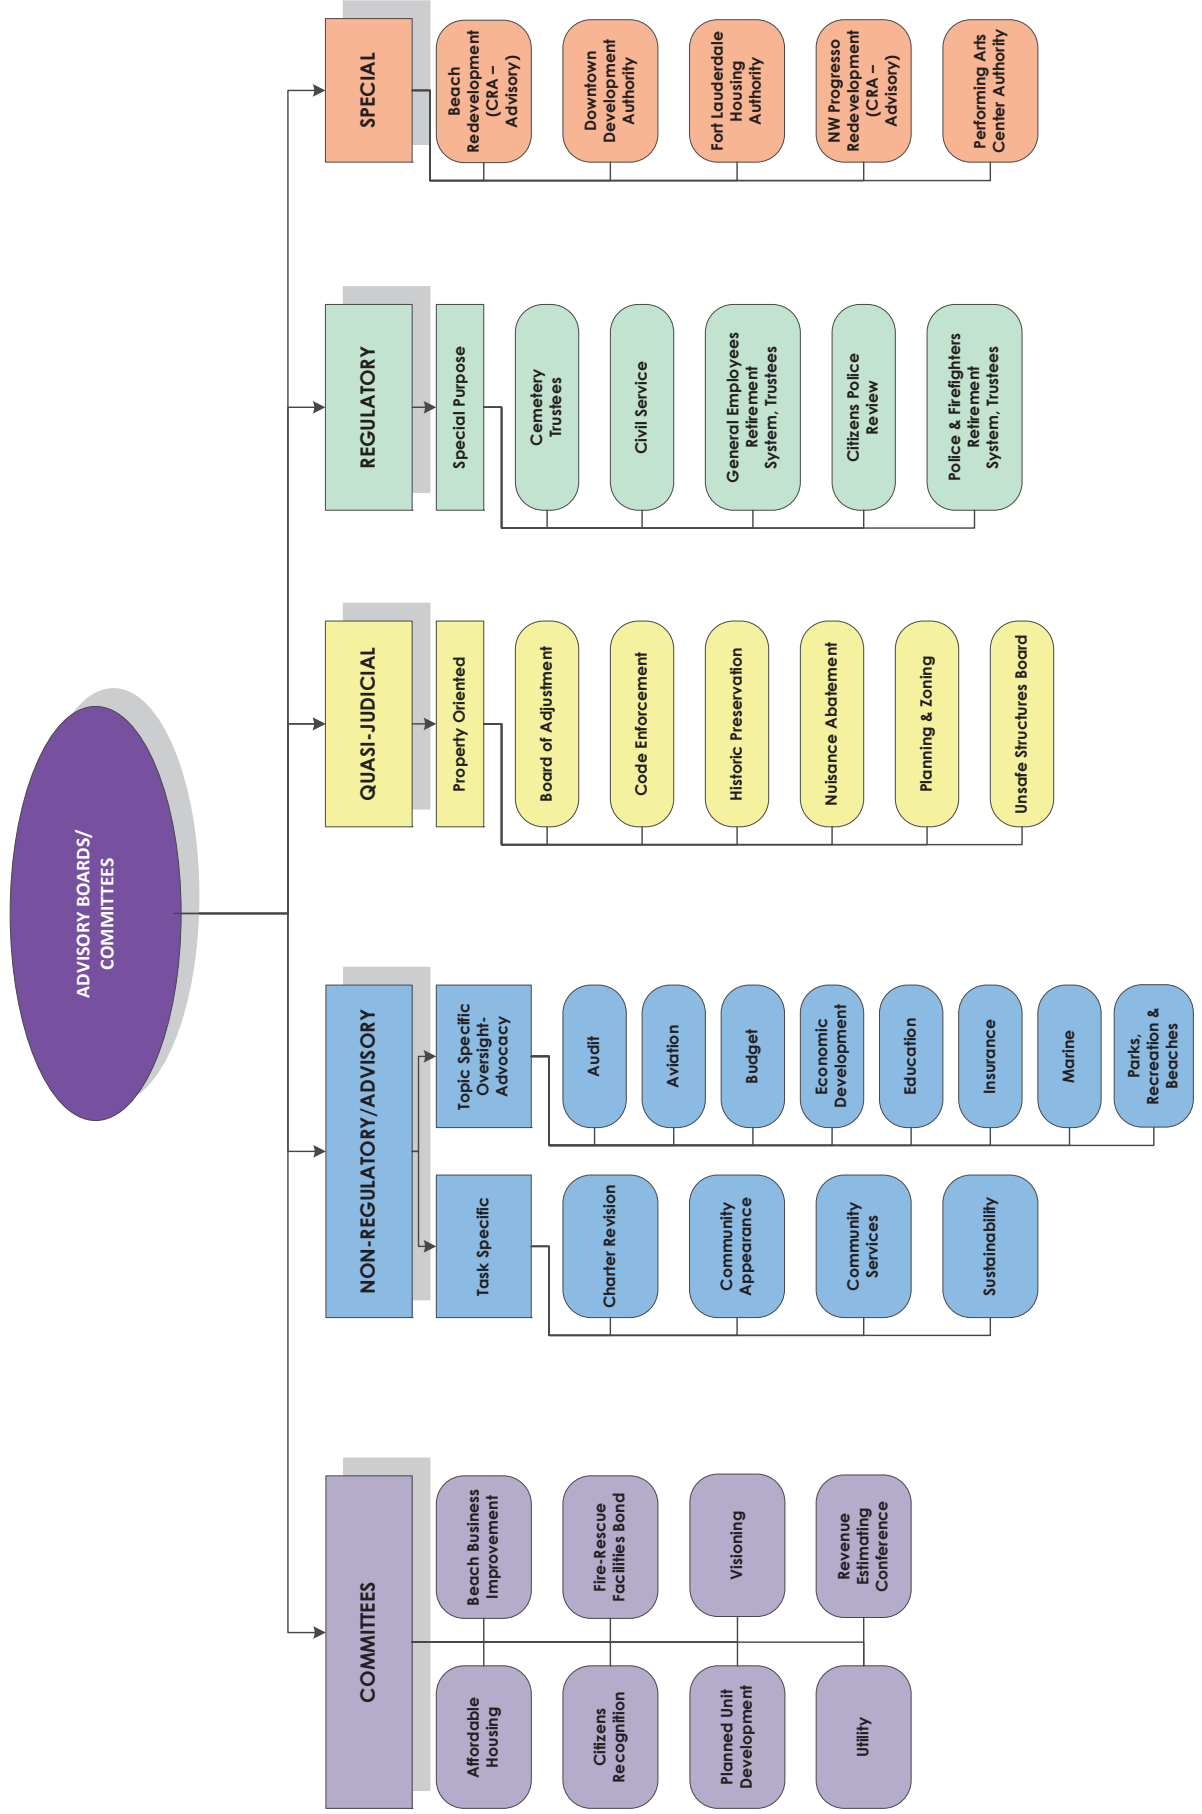 ADVISORY BOARDS/
COMMITTEES
COMMITTEES
Affordable
Housing
Beach Business
Improvement
Citizens
Recognition
Fire-Rescue
Facilities Bond
Planned Unit
Development
Visioning
Utility
Revenue
Estimating
Conference
NON-REGULATORY/ADVISORY
Task Specific
Charter Revision
Community
Appearance
Community
Services
Sustainability
Topic Specific
Oversight-
Advocacy
Audit
Aviation
Budget
Economic
Development
Education
Insurance
Marine
Parks,
Recreation &
Beaches
QUASI-JUDICIAL
Property Oriented
Board of Adjustment
Code Enforcement
Historic Preservation
Nuisance Abatement
Planning & Zoning
Unsafe Structures Board
REGULATORY
Special Purpose
Cemetery
Trustees
Civil Service
General Employees
Retirement
System, Trustees
Citizens Police
Review
Police & Firefighters
Retirement
System, Trustees
SPECIAL
Beach
Redevelopment
(CRA –
Advisory)
Downtown
Development
Authority
Fort Lauderdale
Housing
Authority
NW Progresso
Redevelopment
(CRA –
Advisory)
Performing Arts
Center Authority